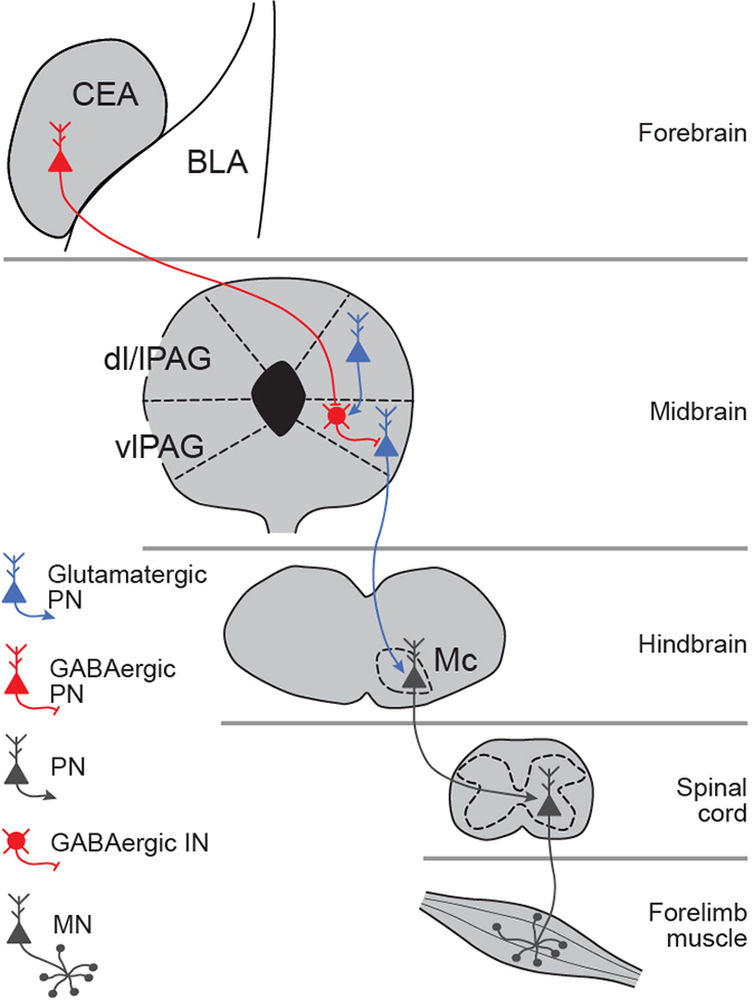 CEA
BLA
Forebrain
dl/lPAG
vlPAG
Midbrain
Glutamatergic
PN
GABAergic
PN
PN
GABAergic IN
MN
Mc
Hindbrain
Spinal
cord
Forelimb
muscle